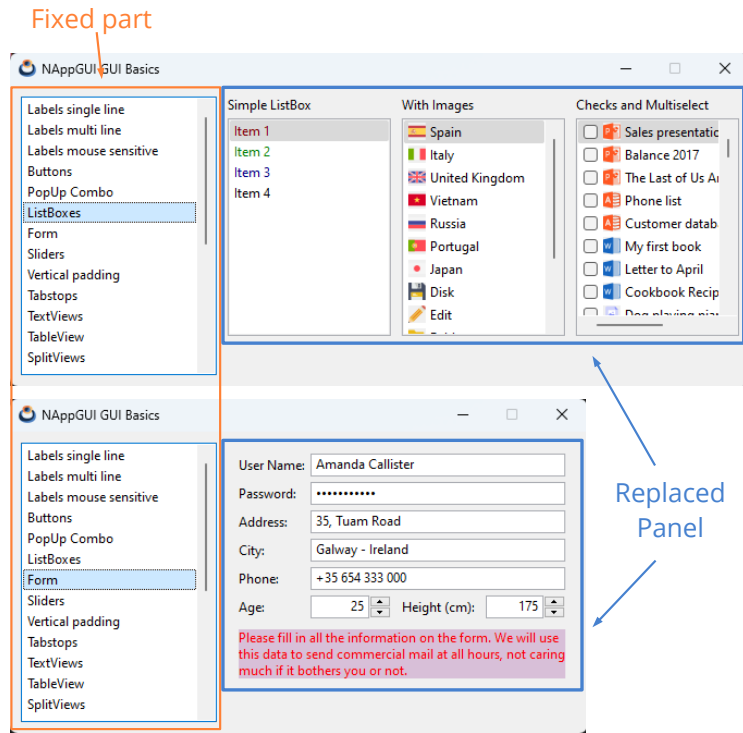 Fixed part
NAppGUI GUI Basics
Labels single line
Labels multi line
Labels mouse sensitive
Buttons
PopUp Combo
ListBoxes
Form
Sliders
Vertical padding
Tabstops
TextViews
TableView
SplitViews
Simple ListBox
Item 1
Item 2
Item 3
Item 4
With Images
Spain
Italy
United Kingdom
Vietnam
Russia
Portugal
Japan
Disk
Edit
Checks and Multiselect
Sales presentatic
Balance 2017
The Last of Us Ar
Phone list
Customer datab
My first book
Letter to April
Cookbook Recip
Dog playing pian
NAppGUI GUI Basics
Labels single line
Labels multi line
Labels mouse sensitive
Buttons
PopUp Combo
ListBoxes
Form
Sliders
Vertical padding
Tabstops
TextViews
TableView
SplitViews
User Name: Amanda Callister
Password: •••••••••••
Address: 35, Tuam Road
City: Galway - Ireland
Phone: +35 654 333 000
Age: 25 Height (cm): 175
Please fill in all the information on the form. We will use
this data to send commercial mail at all hours, not caring
much if it bothers you or not.
Replaced
Panel